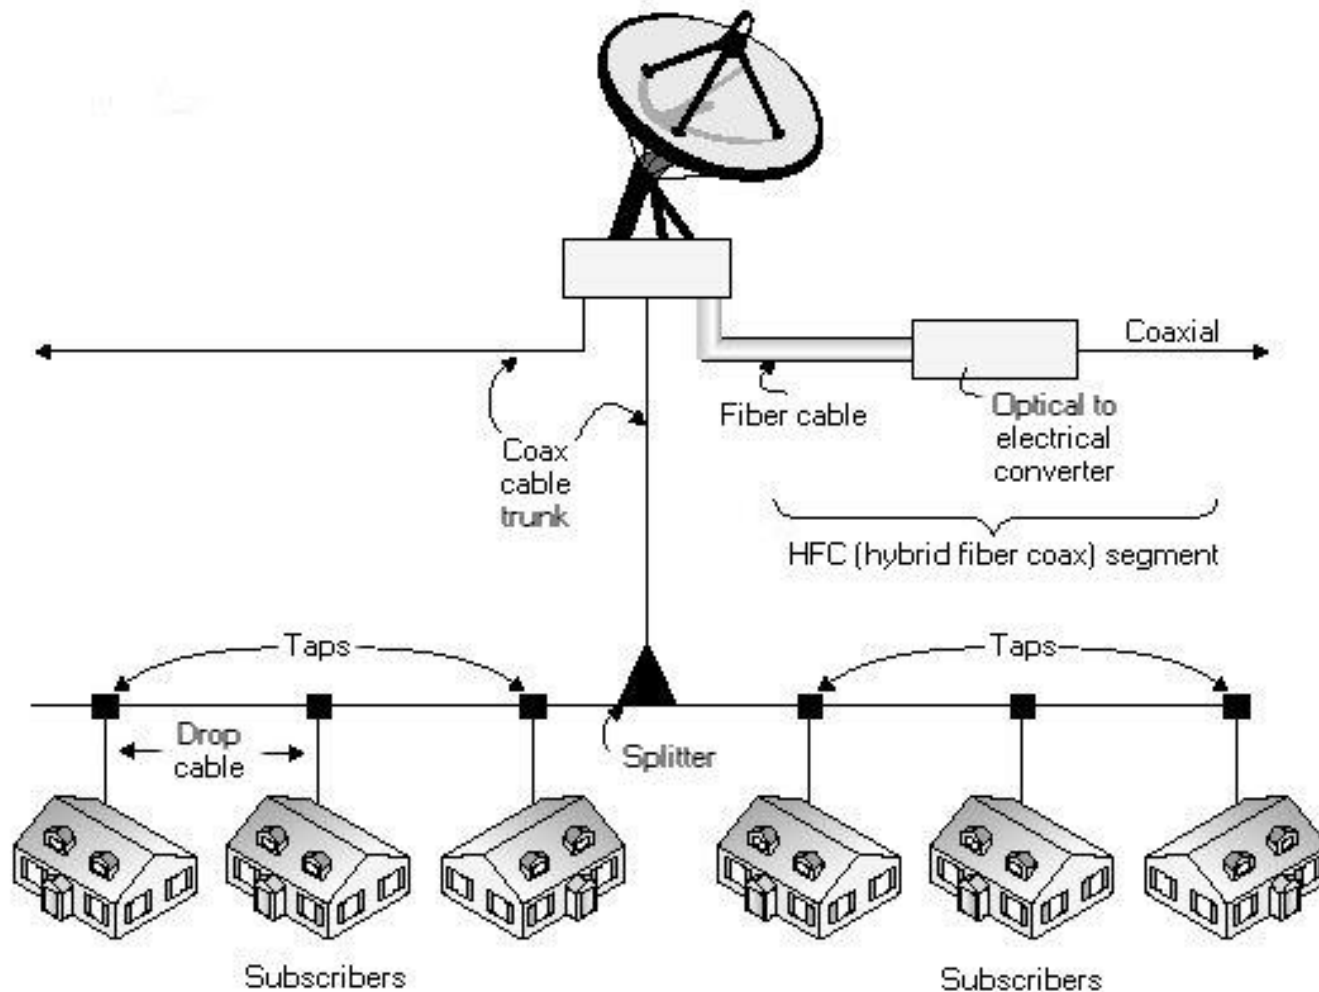 Coaxial
Fiber cable
Optical to
electrical
converter
Coax
cable
trunk
HFC (hybrid fiber coax) segment
Taps
Taps
Drop
cable
Splitter
Subscribers
Subscribers